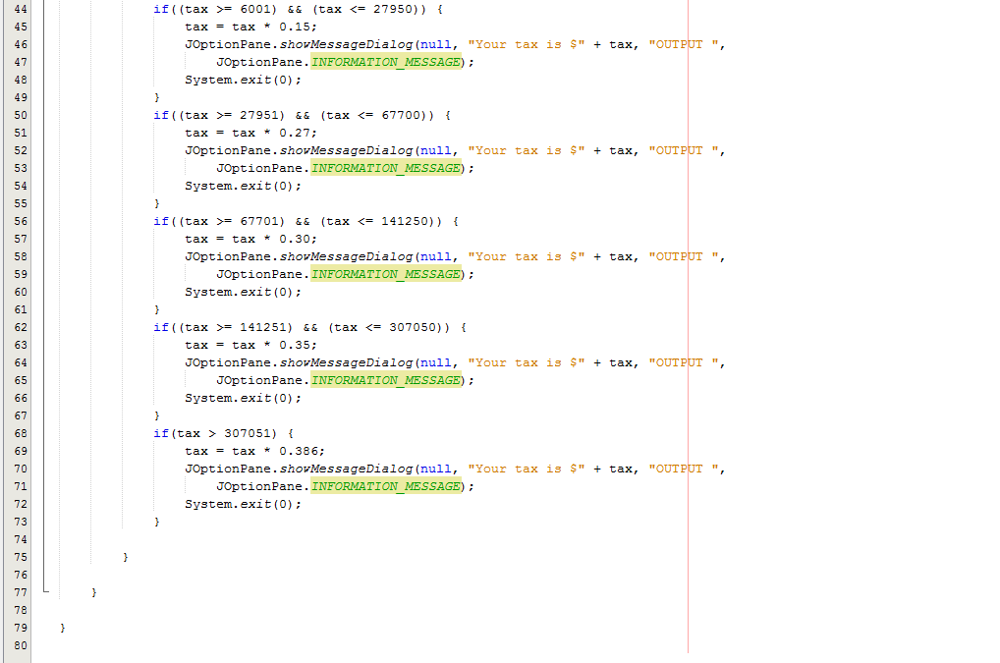 44 if((tax >= 6001) && (tax <= 27950)) {
45 tax = tax * 0.15;
46 JOptionPane.showMessageDialog(null, "Your tax is $" + tax, "OUTPUT ",
47 JOptionPane.INFORMATION_MESSAGE);
48 System.exit(0);
49 }
50 if((tax >= 27951) && (tax <= 67700)) {
51 tax = tax * 0.27;
52 JOptionPane.showMessageDialog(null, "Your tax is $" + tax, "OUTPUT ",
53 JOptionPane.INFORMATION_MESSAGE);
54 System.exit(0);
55 }
56 if((tax >= 67701) && (tax <= 141250)) {
57 tax = tax * 0.30;
58 JOptionPane.showMessageDialog(null, "Your tax is $" + tax, "OUTPUT ",
59 JOptionPane.INFORMATION_MESSAGE);
60 System.exit(0);
61 }
62 if((tax >= 141251) && (tax <= 307050)) {
63 tax = tax * 0.35;
64 JOptionPane.showMessageDialog(null, "Your tax is $" + tax, "OUTPUT ",
65 JOptionPane.INFORMATION_MESSAGE);
66 System.exit(0);
67 }
68 if(tax > 307051) {
69 tax = tax * 0.386;
70 JOptionPane.showMessageDialog(null, "Your tax is $" + tax, "OUTPUT ",
71 JOptionPane.INFORMATION_MESSAGE);
72 System.exit(0);
73 }
74
75 }
76
77 }
78
79 }
80